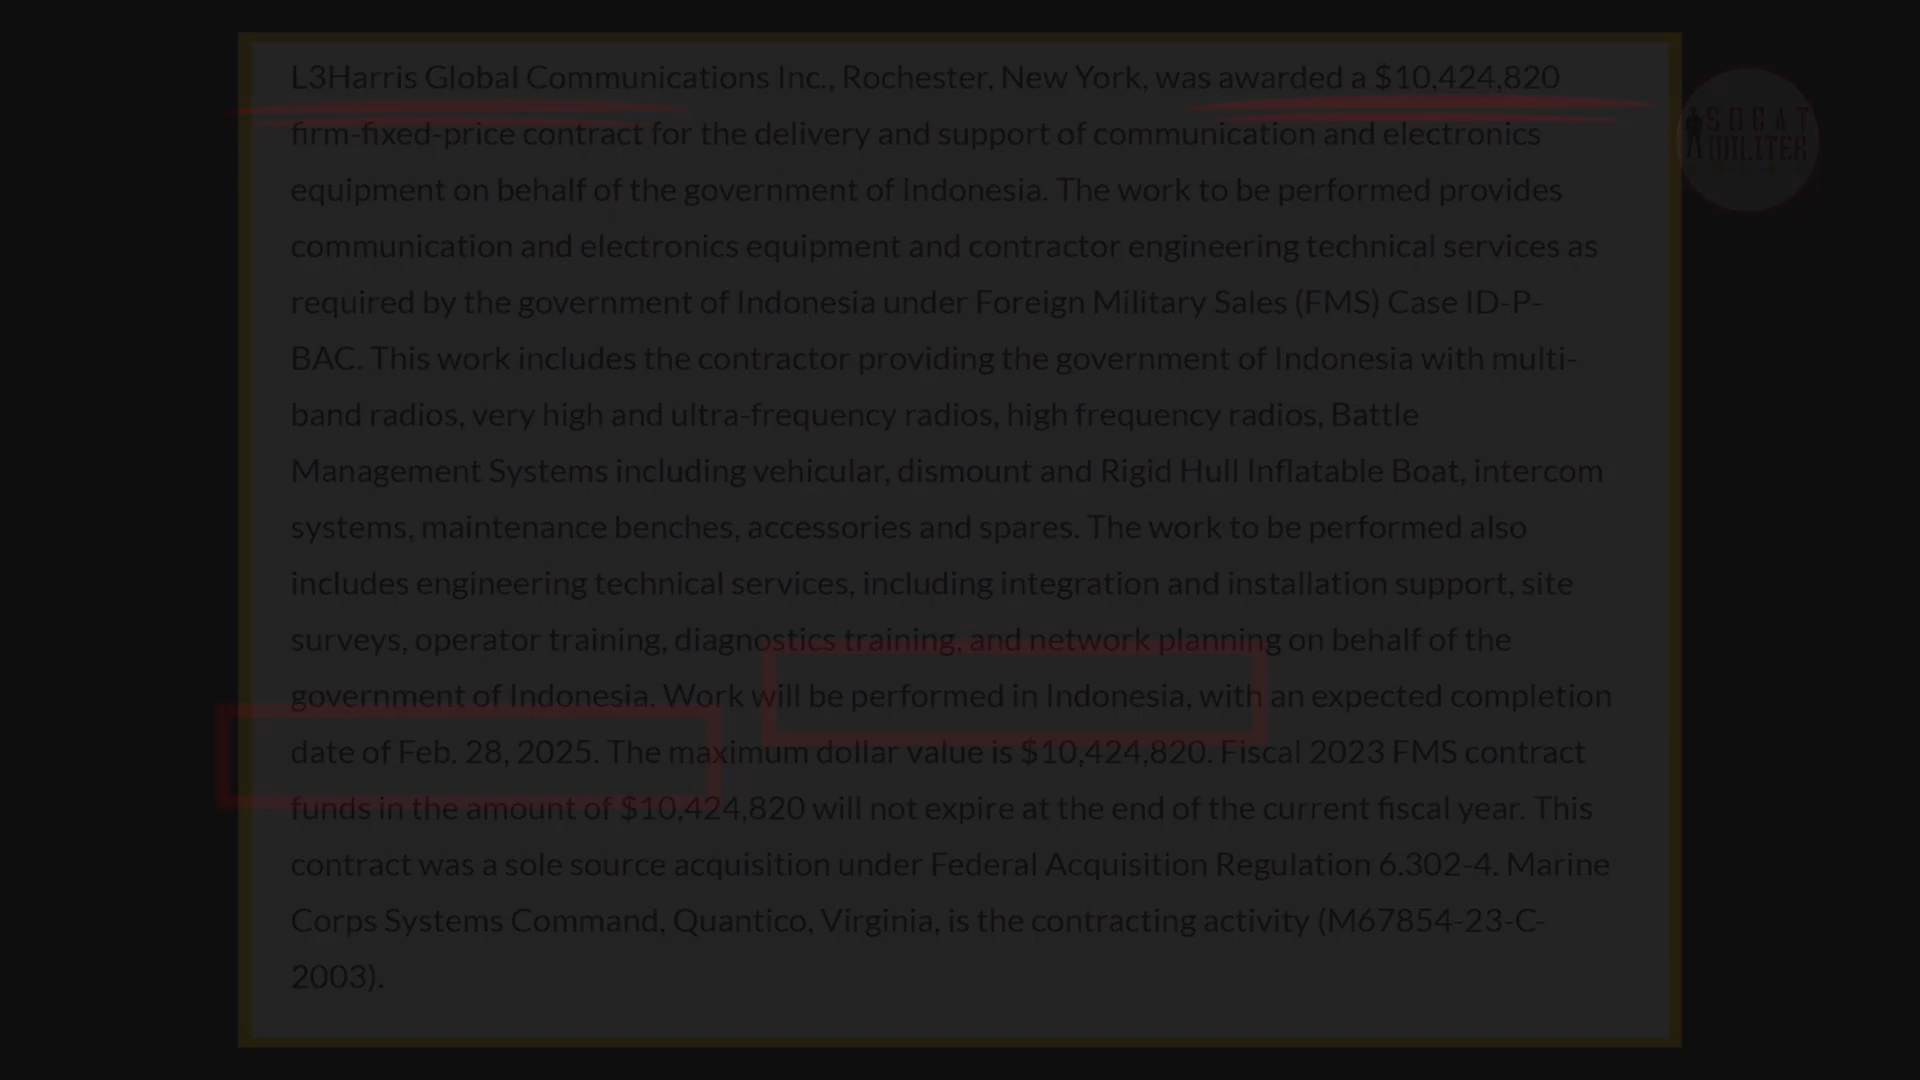 L3Harris Global Communications Inc., Rochester, New York, was awarded a $10,424,820
firm-fixed-price contract for the delivery and support of communication and electronics
equipment on behalf of the government of Indonesia. The work to be performed provides
communication and electronics equipment and contractor engineering technical services as
required by the government of Indonesia under Foreign Military Sales (FMS) Case ID-P-
BAC. This work includes the contractor providing the government of Indonesia with multi-
band radios, very high and ultra-frequency radios, high frequency radios, Battle
Management Systems including vehicular, dismount and Rigid Hull Inflatable Boat, intercom
systems, maintenance benches, accessories and spares. The work to be performed also
includes engineering technical services, including integration and installation support, site
surveys, operator training, diagnostics training, and network planning on behalf of the
government of Indonesia. Work will be performed in Indonesia, with an expected completion
date of Feb. 28, 2025. The maximum dollar value is $10,424,820. Fiscal 2023 FMS contract
funds in the amount of $10,424,820 will not expire at the end of the current fiscal year. This
contract was a sole source acquisition under Federal Acquisition Regulation 6.302-4. Marine
Corps Systems Command, Quantico, Virginia, is the contracting activity (M67854-23-C-
2003).
SOBAT
MILITER